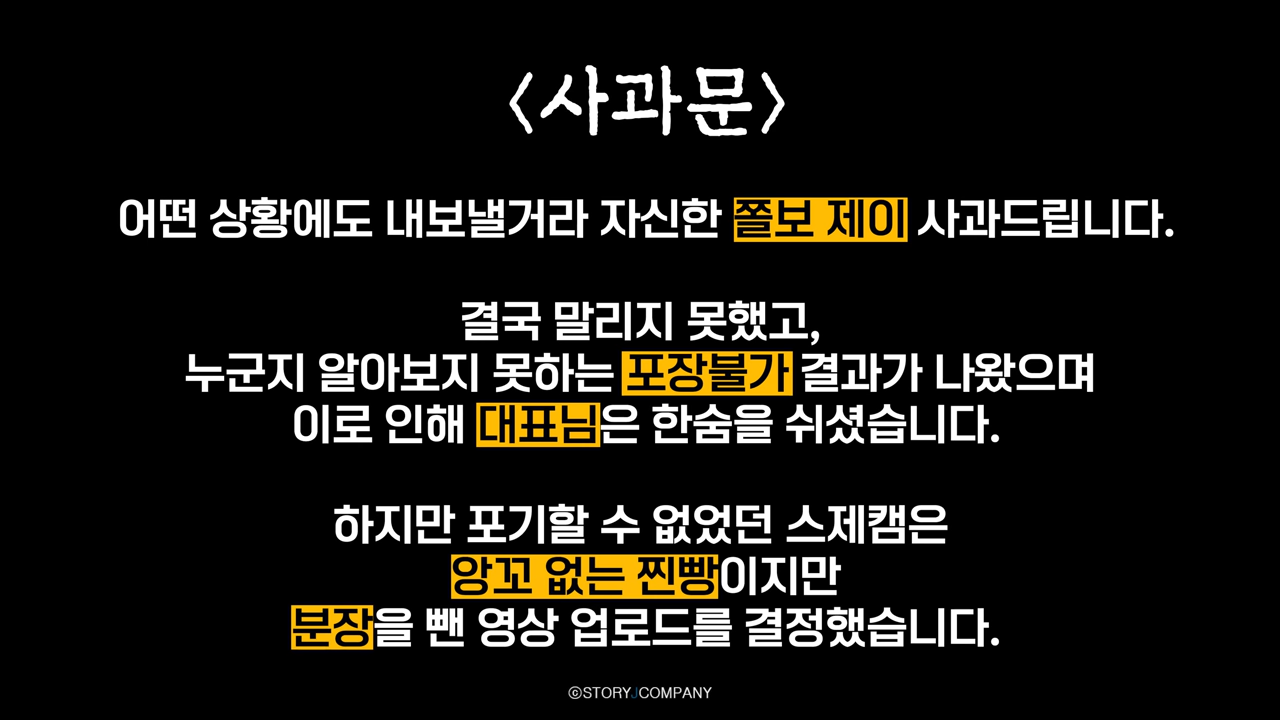 <사과문>
어떤 상황에도 내보낼거라 자신한 쫄보 제이 사과드립니다.
결국 말리지 못했고,
누군지 알아보지 못하는 포장불가 결과가 나왔으며
이로 인해 대표님은 한숨을 쉬셨습니다.
하지만 포기할 수 없었던 스제캠은
앙꼬 없는 찐빵이지만
분장을 뺀 영상 업로드를 결정했습니다.
ⓒSTORYJCOMPANY